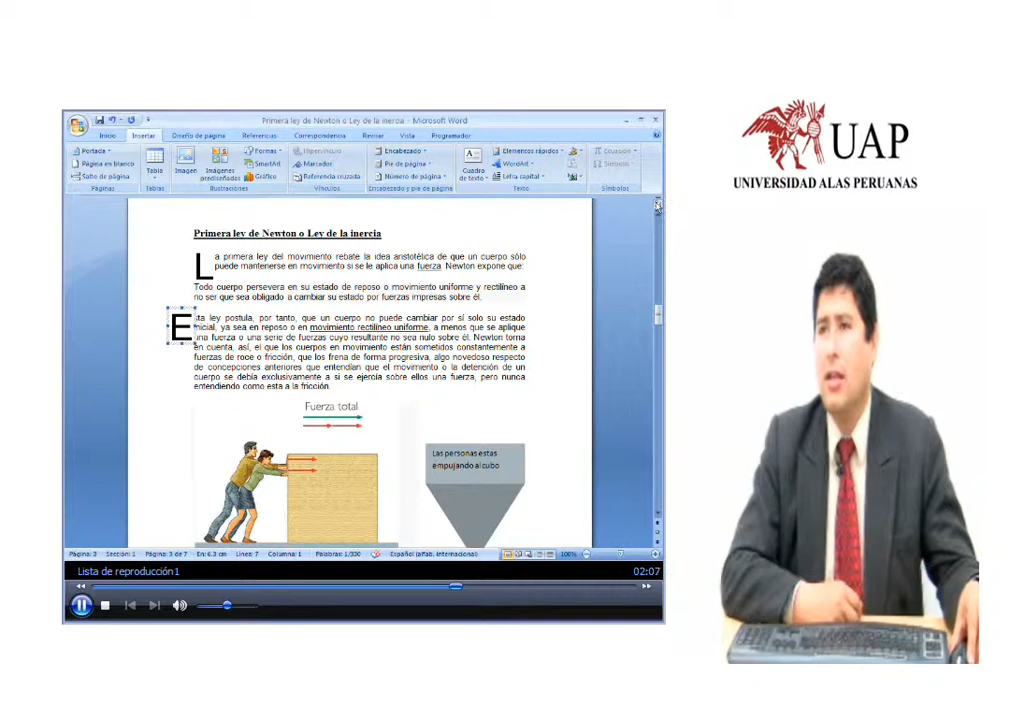 Primera ley de Newton o Ley de la inercia - Microsoft Word
Inicio Insertar Diseño de página Referencias Correspondencia Revisar Vista Programador
Portada
Página en blanco
Salto de página
Páginas
Tabla
Tablas
Imagen
Imágenes prediseñadas
Formas
SmartArt
Gráfico
Ilustraciones
Hipervínculo
Marcador
Referencia cruzada
Vínculos
Encabezado
Pie de página
Número de página
Encabezado y pie de página
A
Cuadro de texto
Elementos rápidos
WordArt
Letra capital
Texto
Ecuación
Símbolo
Símbolos
Primera ley de Newton o Ley de la inercia
La primera ley del movimiento rebate la idea aristotélica de que un cuerpo sólo
puede mantenerse en movimiento si se le aplica una fuerza. Newton expone que:
Todo cuerpo persevera en su estado de reposo o movimiento uniforme y rectilíneo a
no ser que sea obligado a cambiar su estado por fuerzas impresas sobre él.
Esta ley postula, por tanto, que un cuerpo no puede cambiar por sí solo su estado
inicial, ya sea en reposo o en movimiento rectilíneo uniforme, a menos que se aplique
una fuerza o una serie de fuerzas cuyo resultante no sea nulo sobre él. Newton toma
en cuenta, así, el que los cuerpos en movimiento están sometidos constantemente a
fuerzas de roce o fricción, que los frena de forma progresiva, algo novedoso respecto
de concepciones anteriores que entendían que el movimiento o la detención de un
cuerpo se debía exclusivamente a si se ejercía sobre ellos una fuerza, pero nunca
entendiendo como esta a la fricción.
Fuerza total
Las personas estas
empujando al cubo
Página: 3 Sección: 1 Página: 3 de 7 En: 6.3 cm Línea: 7 Columna: 1 Palabras: 1,330 Español (alfab. internacional) 100%
Lista de reproducción1 02:07
UAP
UNIVERSIDAD ALAS PERUANAS